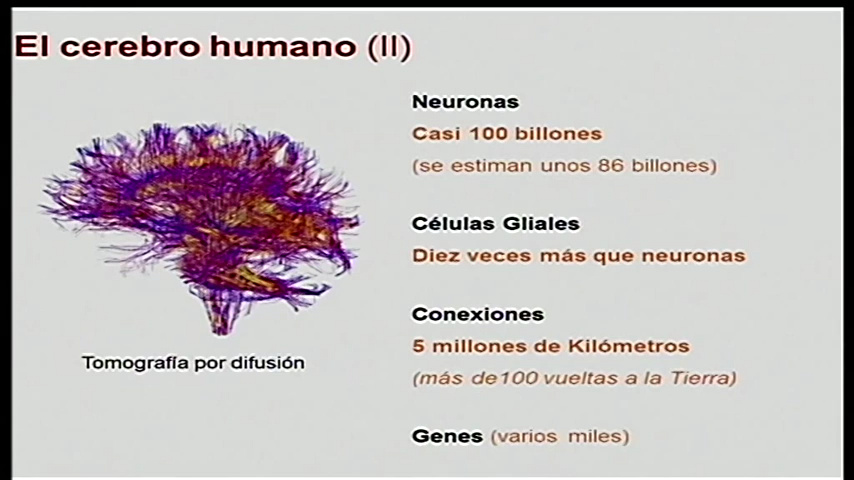 El cerebro humano (II)
Neuronas
Casi 100 billones
(se estiman unos 86 billones)
Células Gliales
Diez veces más que neuronas
Conexiones
5 millones de Kilómetros
(más de100 vueltas a la Tierra)
Genes (varios miles)
Tomografía por difusión